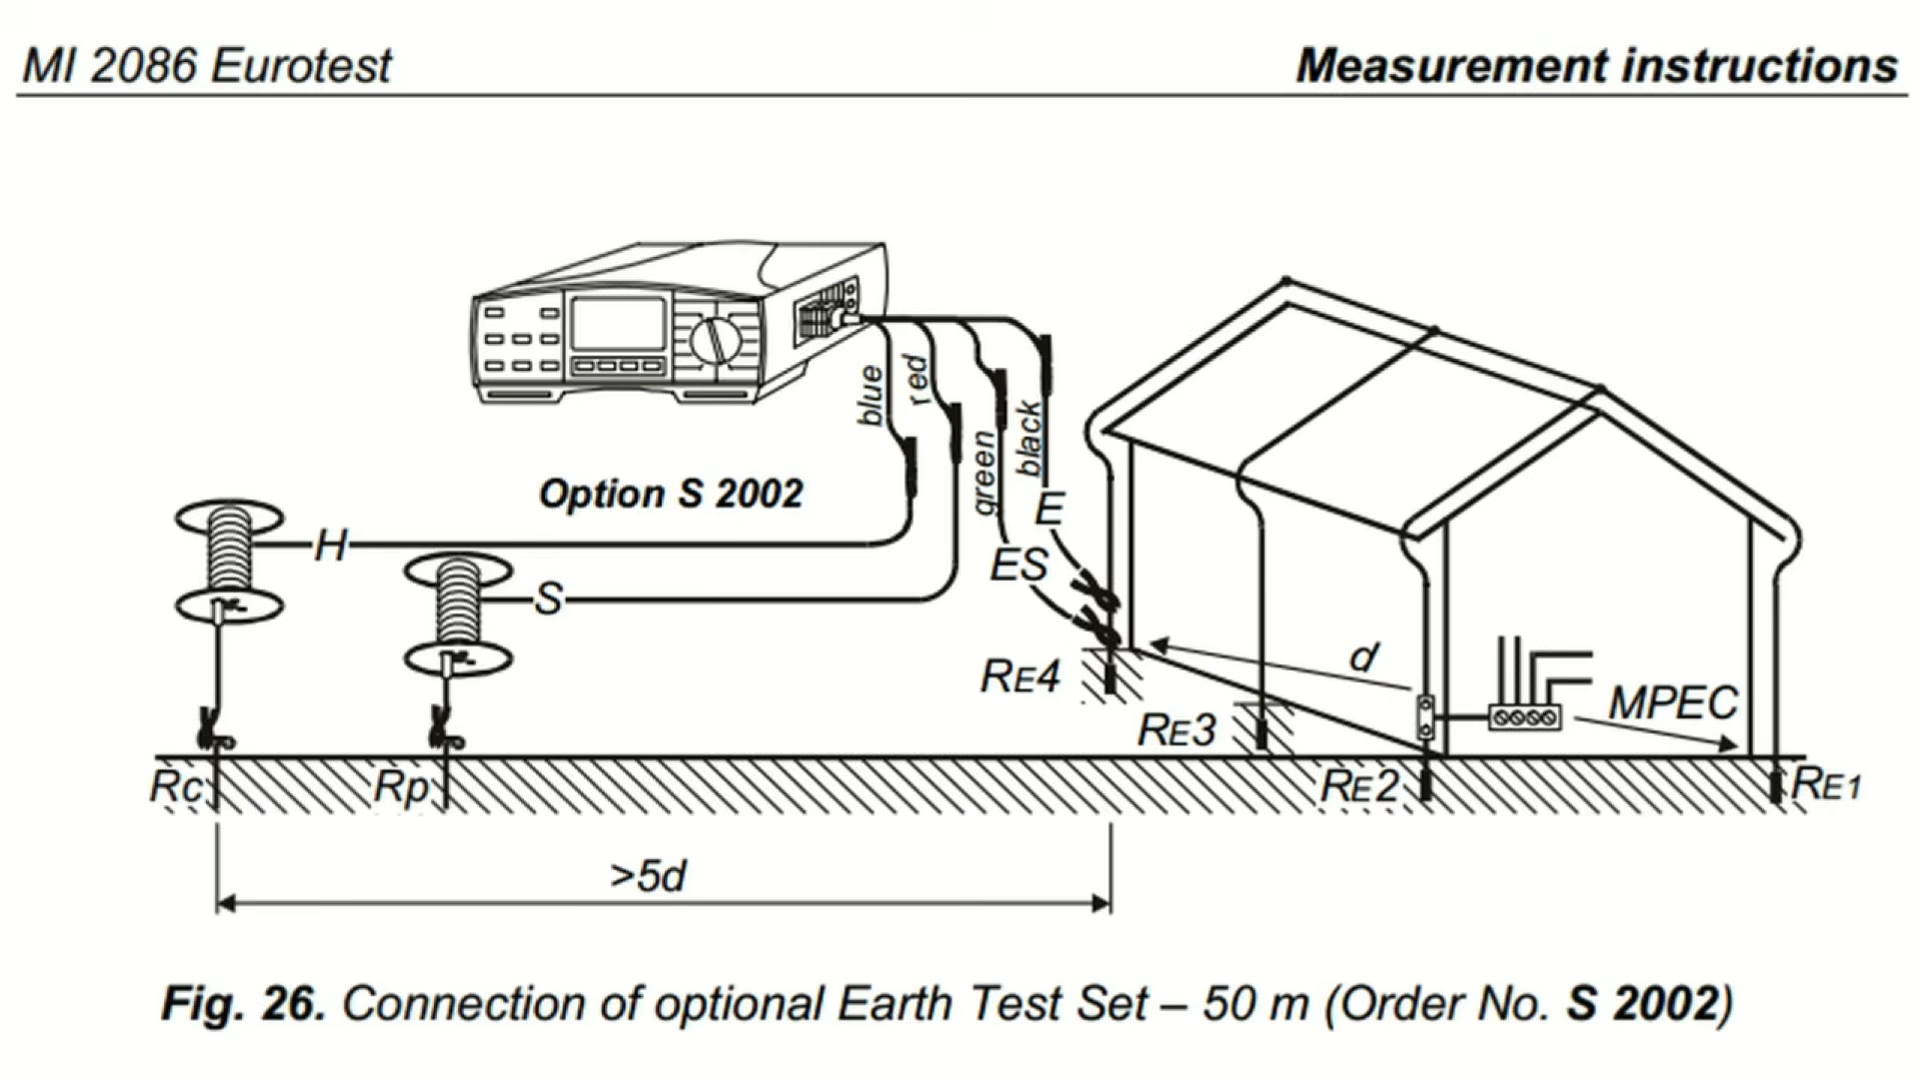 MI 2086 Eurotest
Measurement instructions
blue
red
green
black
Option S 2002
E
H
ES
S
d
RE4
MPEC
RE3
Rc
Rp
RE2
RE1
>5d
Fig. 26. Connection of optional Earth Test Set – 50 m (Order No. S 2002)